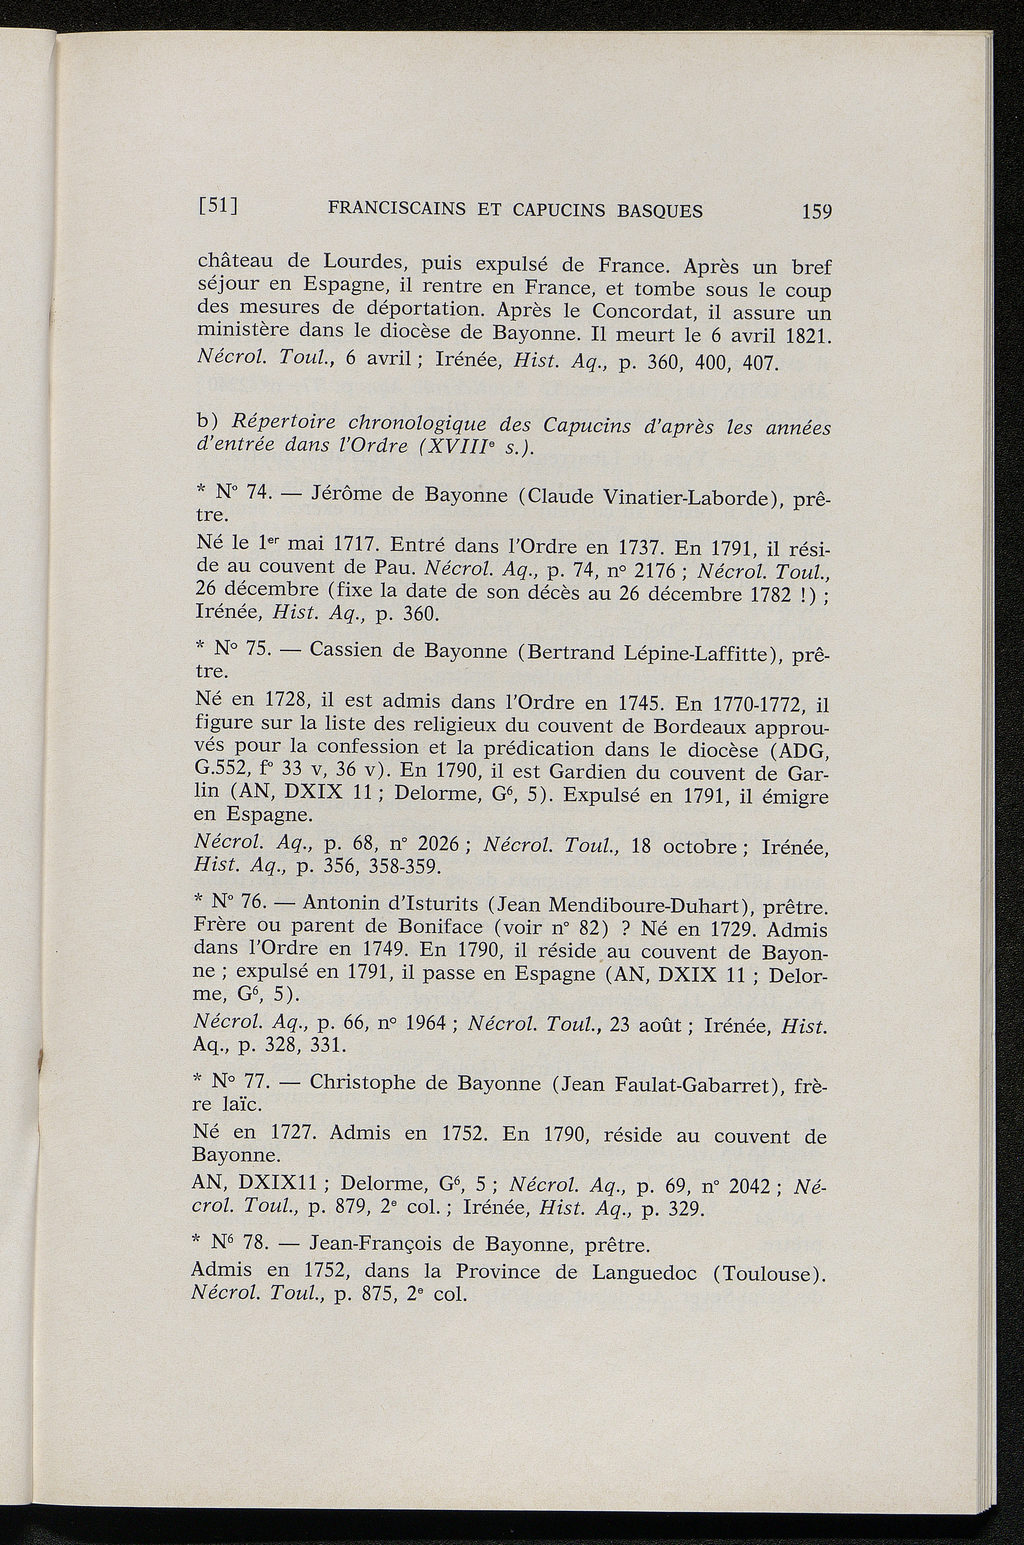 [51] FRANCISCAINS ET CAPUCINS BASQUES 159
château de Lourdes, puis expulsé de France. Après un bref
séjour en Espagne, il rentre en France, et tombe sous le coup
des mesures de déportation. Après le Concordat, il assure un
ministère dans le diocèse de Bayonne. Il meurt le 6 avril 1821.
Nécrol. Toul., 6 avril ; Irénée, Hist. Aq., p. 360, 400, 407.
b) Répertoire chronologique des Capucins d'après les années
d'entrée dans l'Ordre (XVIIIe s.).
* N° 74. — Jérôme de Bayonne (Claude Vinatier-Laborde), prê-
tre.
Né le 1er mai 1717. Entré dans l'Ordre en 1737. En 1791, il rési-
de au couvent de Pau. Nécrol. Aq., p. 74, n° 2176 ; Nécrol. Toul.,
26 décembre (fixe la date de son décès au 26 décembre 1782 !) ;
Irénée, Hist. Aq., p. 360.
* N° 75. — Cassien de Bayonne (Bertrand Lépine-Laffitte), prê-
tre.
Né en 1728, il est admis dans l'Ordre en 1745. En 1770-1772, il
figure sur la liste des religieux du couvent de Bordeaux approu-
vés pour la confession et la prédication dans le diocèse (ADG,
G.552, f° 33 v, 36 v). En 1790, il est Gardien du couvent de Gar-
lin (AN, DXIX 11 ; Delorme, G⁶, 5). Expulsé en 1791, il émigre
en Espagne.
Nécrol. Aq., p. 68, n° 2026 ; Nécrol. Toul., 18 octobre ; Irénée,
Hist. Aq., p. 356, 358-359.
* N° 76. — Antonin d'Isturits (Jean Mendiboure-Duhart), prêtre.
Frère ou parent de Boniface (voir n° 82) ? Né en 1729. Admis
dans l'Ordre en 1749. En 1790, il réside au couvent de Bayon-
ne ; expulsé en 1791, il passe en Espagne (AN, DXIX 11 ; Delor-
me, G⁶, 5).
Nécrol. Aq., p. 66, n° 1964 ; Nécrol. Toul., 23 août ; Irénée, Hist.
Aq., p. 328, 331.
* N° 77. — Christophe de Bayonne (Jean Faulat-Gabarret), frè-
re laïc.
Né en 1727. Admis en 1752. En 1790, réside au couvent de
Bayonne.
AN, DXIX11 ; Delorme, G⁶, 5 ; Nécrol. Aq., p. 69, n° 2042 ; Né-
crol. Toul., p. 879, 2e col. ; Irénée, Hist. Aq., p. 329.
* N⁶ 78. — Jean-François de Bayonne, prêtre.
Admis en 1752, dans la Province de Languedoc (Toulouse).
Nécrol. Toul., p. 875, 2e col.